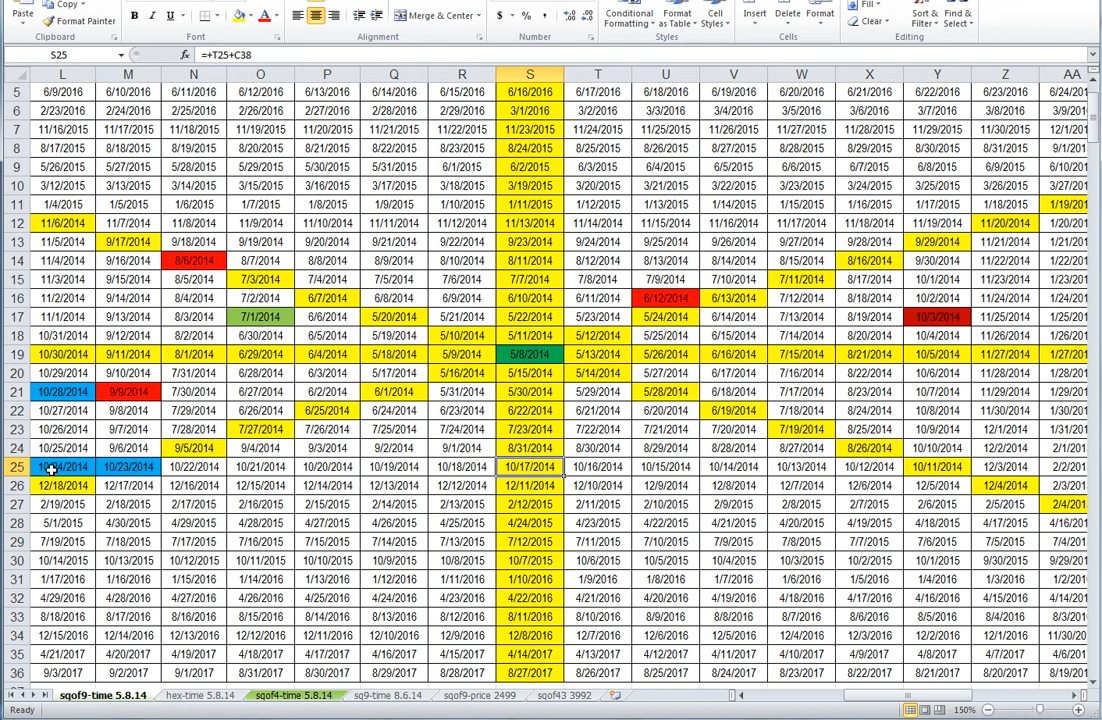 Paste Copy Format Painter B I U A Merge & Center $ % , Conditional Formatting Format as Table Cell Styles Insert Delete Format Fill Clear Sort & Filter Find & Select
Clipboard Font Alignment Number Styles Cells Editing
S25 fx =+T25+C38
L M N O P Q R S T U V W X Y Z AA
5 6/9/2016 6/10/2016 6/11/2016 6/12/2016 6/13/2016 6/14/2016 6/15/2016 6/16/2016 6/17/2016 6/18/2016 6/19/2016 6/20/2016 6/21/2016 6/22/2016 6/23/2016 6/24/201
6 2/23/2016 2/24/2016 2/25/2016 2/26/2016 2/27/2016 2/28/2016 2/29/2016 3/1/2016 3/2/2016 3/3/2016 3/4/2016 3/5/2016 3/6/2016 3/7/2016 3/8/2016 3/9/201
7 11/16/2015 11/17/2015 11/18/2015 11/19/2015 11/20/2015 11/21/2015 11/22/2015 11/23/2015 11/24/2015 11/25/2015 11/26/2015 11/27/2015 11/28/2015 11/29/2015 11/30/2015 12/1/201
8 8/17/2015 8/18/2015 8/19/2015 8/20/2015 8/21/2015 8/22/2015 8/23/2015 8/24/2015 8/25/2015 8/26/2015 8/27/2015 8/28/2015 8/29/2015 8/30/2015 8/31/2015 9/1/201
9 5/26/2015 5/27/2015 5/28/2015 5/29/2015 5/30/2015 5/31/2015 6/1/2015 6/2/2015 6/3/2015 6/4/2015 6/5/2015 6/6/2015 6/7/2015 6/8/2015 6/9/2015 6/10/201
10 3/12/2015 3/13/2015 3/14/2015 3/15/2015 3/16/2015 3/17/2015 3/18/2015 3/19/2015 3/20/2015 3/21/2015 3/22/2015 3/23/2015 3/24/2015 3/25/2015 3/26/2015 3/27/201
11 1/4/2015 1/5/2015 1/6/2015 1/7/2015 1/8/2015 1/9/2015 1/10/2015 1/11/2015 1/12/2015 1/13/2015 1/14/2015 1/15/2015 1/16/2015 1/17/2015 1/18/2015 1/19/201
12 11/6/2014 11/7/2014 11/8/2014 11/9/2014 11/10/2014 11/11/2014 11/12/2014 11/13/2014 11/14/2014 11/15/2014 11/16/2014 11/17/2014 11/18/2014 11/19/2014 11/20/2014 1/20/201
13 11/5/2014 9/17/2014 9/18/2014 9/19/2014 9/20/2014 9/21/2014 9/22/2014 9/23/2014 9/24/2014 9/25/2014 9/26/2014 9/27/2014 9/28/2014 9/29/2014 11/21/2014 1/21/201
14 11/4/2014 9/16/2014 8/6/2014 8/7/2014 8/8/2014 8/9/2014 8/10/2014 8/11/2014 8/12/2014 8/13/2014 8/14/2014 8/15/2014 8/16/2014 9/30/2014 11/22/2014 1/22/201
15 11/3/2014 9/15/2014 8/5/2014 7/3/2014 7/4/2014 7/5/2014 7/6/2014 7/7/2014 7/8/2014 7/9/2014 7/10/2014 7/11/2014 8/17/2014 10/1/2014 11/23/2014 1/23/201
16 11/2/2014 9/14/2014 8/4/2014 7/2/2014 6/7/2014 6/8/2014 6/9/2014 6/10/2014 6/11/2014 6/12/2014 6/13/2014 7/12/2014 8/18/2014 10/2/2014 11/24/2014 1/24/201
17 11/1/2014 9/13/2014 8/3/2014 7/1/2014 6/6/2014 5/20/2014 5/21/2014 5/22/2014 5/23/2014 5/24/2014 6/14/2014 7/13/2014 8/19/2014 10/3/2014 11/25/2014 1/25/201
18 10/31/2014 9/12/2014 8/2/2014 6/30/2014 6/5/2014 5/19/2014 5/10/2014 5/11/2014 5/12/2014 5/25/2014 6/15/2014 7/14/2014 8/20/2014 10/4/2014 11/26/2014 1/26/201
19 10/30/2014 9/11/2014 8/1/2014 6/29/2014 6/4/2014 5/18/2014 5/9/2014 5/8/2014 5/13/2014 5/26/2014 6/16/2014 7/15/2014 8/21/2014 10/5/2014 11/27/2014 1/27/201
20 10/29/2014 9/10/2014 7/31/2014 6/28/2014 6/3/2014 5/17/2014 5/16/2014 5/15/2014 5/14/2014 5/27/2014 6/17/2014 7/16/2014 8/22/2014 10/6/2014 11/28/2014 1/28/201
21 10/28/2014 9/9/2014 7/30/2014 6/27/2014 6/2/2014 6/1/2014 5/31/2014 5/30/2014 5/29/2014 5/28/2014 6/18/2014 7/17/2014 8/23/2014 10/7/2014 11/29/2014 1/29/201
22 10/27/2014 9/8/2014 7/29/2014 6/26/2014 6/25/2014 6/24/2014 6/23/2014 6/22/2014 6/21/2014 6/20/2014 6/19/2014 7/18/2014 8/24/2014 10/8/2014 11/30/2014 1/30/201
23 10/26/2014 9/7/2014 7/28/2014 7/27/2014 7/26/2014 7/25/2014 7/24/2014 7/23/2014 7/22/2014 7/21/2014 7/20/2014 7/19/2014 8/25/2014 10/9/2014 12/1/2014 1/31/201
24 10/25/2014 9/6/2014 9/5/2014 9/4/2014 9/3/2014 9/2/2014 9/1/2014 8/31/2014 8/30/2014 8/29/2014 8/28/2014 8/27/2014 8/26/2014 10/10/2014 12/2/2014 2/1/201
25 10/24/2014 10/23/2014 10/22/2014 10/21/2014 10/20/2014 10/19/2014 10/18/2014 10/17/2014 10/16/2014 10/15/2014 10/14/2014 10/13/2014 10/12/2014 10/11/2014 12/3/2014 2/2/201
26 12/18/2014 12/17/2014 12/16/2014 12/15/2014 12/14/2014 12/13/2014 12/12/2014 12/11/2014 12/10/2014 12/9/2014 12/8/2014 12/7/2014 12/6/2014 12/5/2014 12/4/2014 2/3/201
27 2/19/2015 2/18/2015 2/17/2015 2/16/2015 2/15/2015 2/14/2015 2/13/2015 2/12/2015 2/11/2015 2/10/2015 2/9/2015 2/8/2015 2/7/2015 2/6/2015 2/5/2015 2/4/201
28 5/1/2015 4/30/2015 4/29/2015 4/28/2015 4/27/2015 4/26/2015 4/25/2015 4/24/2015 4/23/2015 4/22/2015 4/21/2015 4/20/2015 4/19/2015 4/18/2015 4/17/2015 4/16/201
29 7/19/2015 7/18/2015 7/17/2015 7/16/2015 7/15/2015 7/14/2015 7/13/2015 7/12/2015 7/11/2015 7/10/2015 7/9/2015 7/8/2015 7/7/2015 7/6/2015 7/5/2015 7/4/201
30 10/14/2015 10/13/2015 10/12/2015 10/11/2015 10/10/2015 10/9/2015 10/8/2015 10/7/2015 10/6/2015 10/5/2015 10/4/2015 10/3/2015 10/2/2015 10/1/2015 9/30/2015 9/29/201
31 1/17/2016 1/16/2016 1/15/2016 1/14/2016 1/13/2016 1/12/2016 1/11/2016 1/10/2016 1/9/2016 1/8/2016 1/7/2016 1/6/2016 1/5/2016 1/4/2016 1/3/2016 1/2/201
32 4/29/2016 4/28/2016 4/27/2016 4/26/2016 4/25/2016 4/24/2016 4/23/2016 4/22/2016 4/21/2016 4/20/2016 4/19/2016 4/18/2016 4/17/2016 4/16/2016 4/15/2016 4/14/201
33 8/18/2016 8/17/2016 8/16/2016 8/15/2016 8/14/2016 8/13/2016 8/12/2016 8/11/2016 8/10/2016 8/9/2016 8/8/2016 8/7/2016 8/6/2016 8/5/2016 8/4/2016 8/3/201
34 12/15/2016 12/14/2016 12/13/2016 12/12/2016 12/11/2016 12/10/2016 12/9/2016 12/8/2016 12/7/2016 12/6/2016 12/5/2016 12/4/2016 12/3/2016 12/2/2016 12/1/2016 11/30/20
35 4/21/2017 4/20/2017 4/19/2017 4/18/2017 4/17/2017 4/16/2017 4/15/2017 4/14/2017 4/13/2017 4/12/2017 4/11/2017 4/10/2017 4/9/2017 4/8/2017 4/7/2017 4/6/201
36 9/3/2017 9/2/2017 9/1/2017 8/31/2017 8/30/2017 8/29/2017 8/28/2017 8/27/2017 8/26/2017 8/25/2017 8/24/2017 8/23/2017 8/22/2017 8/21/2017 8/20/2017 8/19/201
sqof9-time 5.8.14 hex-time 5.8.14 sqof4-time 5.8.14 sq9-time 8.6.14 sqof9-price 2499 sqof43 3992
Ready 150%